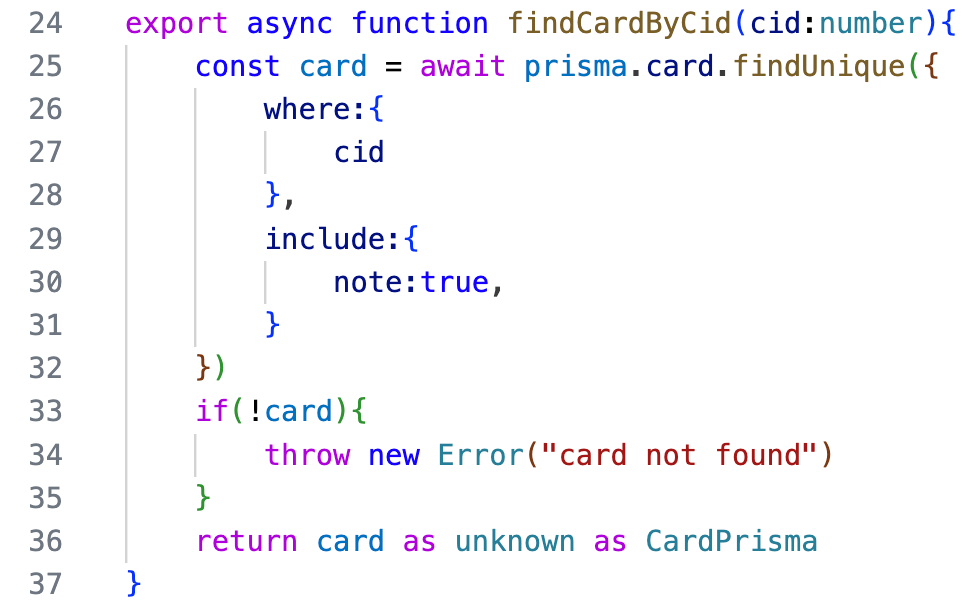 24 export async function findCardByCid(cid:number){
25 const card = await prisma.card.findUnique({
26 where:{
27 cid
28 },
29 include:{
30 note:true,
31 }
32 })
33 if(!card){
34 throw new Error("card not found")
35 }
36 return card as unknown as CardPrisma
37 }